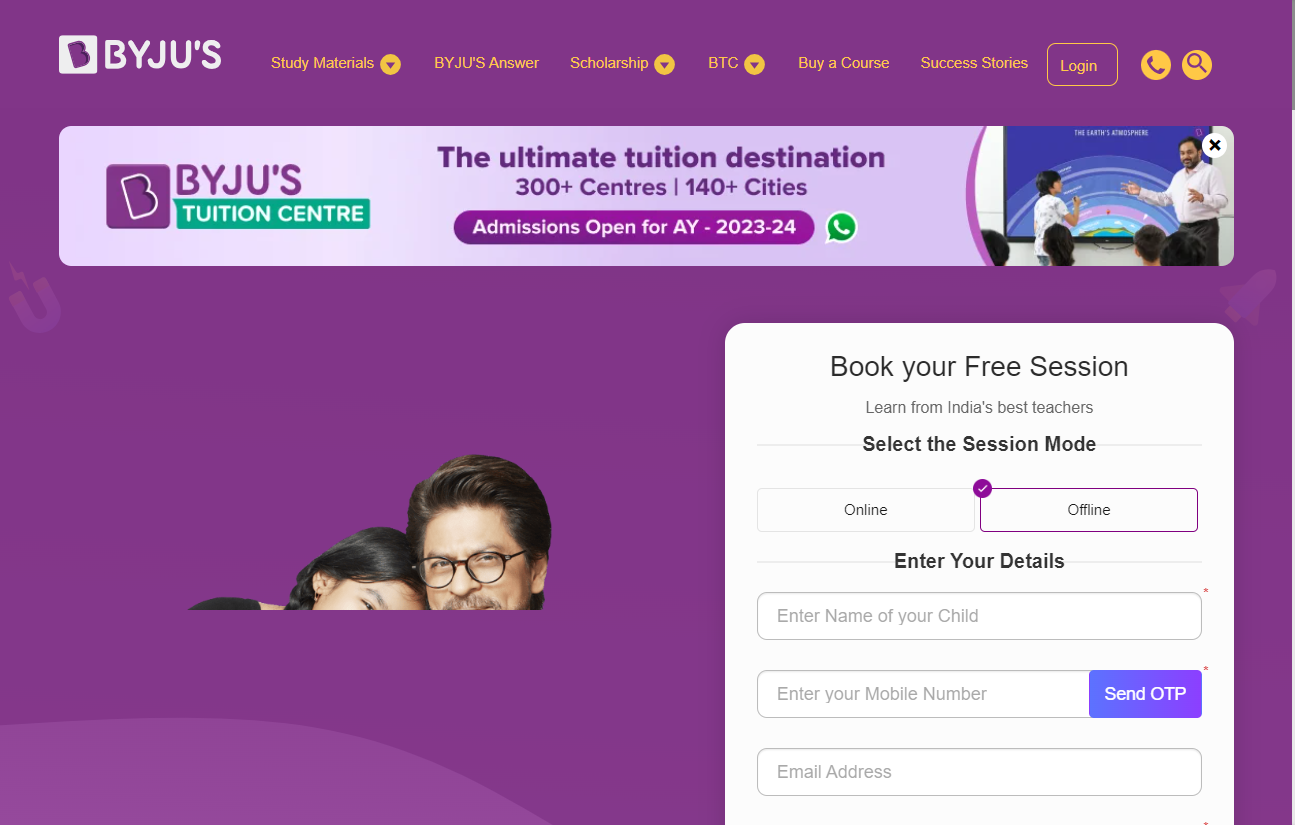 BYJU'S
Study Materials
BYJU'S Answer
Scholarship
BTC
Buy a Course
Success Stories
Login
BYJU'S
TUITION CENTRE
The ultimate tuition destination
300+ Centres | 140+ Cities
Admissions Open for AY - 2023-24
THE EARTH'S ATMOSPHERE
Book your Free Session
Learn from India's best teachers
Select the Session Mode
Online
Offline
Enter Your Details
Enter Name of your Child
*
Enter your Mobile Number
Send OTP
*
Email Address
*